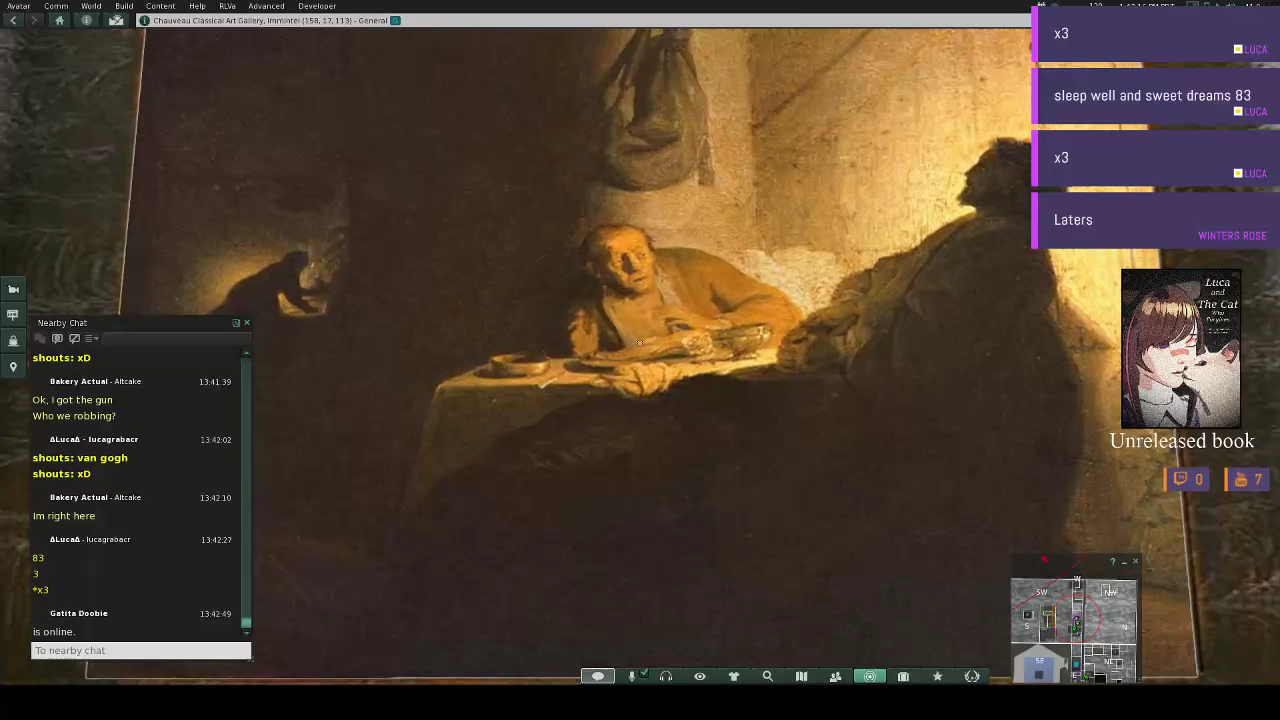 Avatar Comm World Build Content Help RLVa Advanced Developer
Chauveau Classical Art Gallery, Immintel (158, 17, 113) - General
x3
LUCA
sleep well and sweet dreams 83
LUCA
x3
LUCA
Laters
WINTERS ROSE
Luca
and
The Cat
Who
Forgives
Unreleased book
0 7
Nearby Chat
shouts: xD
Bakery Actual - Altcake 13:41:39
Ok, I got the gun
Who we robbing?
ΔLucaΔ - lucagrabacr 13:42:02
shouts: van gogh
shouts: xD
Bakery Actual - Altcake 13:42:10
Im right here
ΔLucaΔ - lucagrabacr 13:42:27
83
3
*x3
Gatita Doobie 13:42:49
is online.
To nearby chat
W
SW NW
S N
SE NE